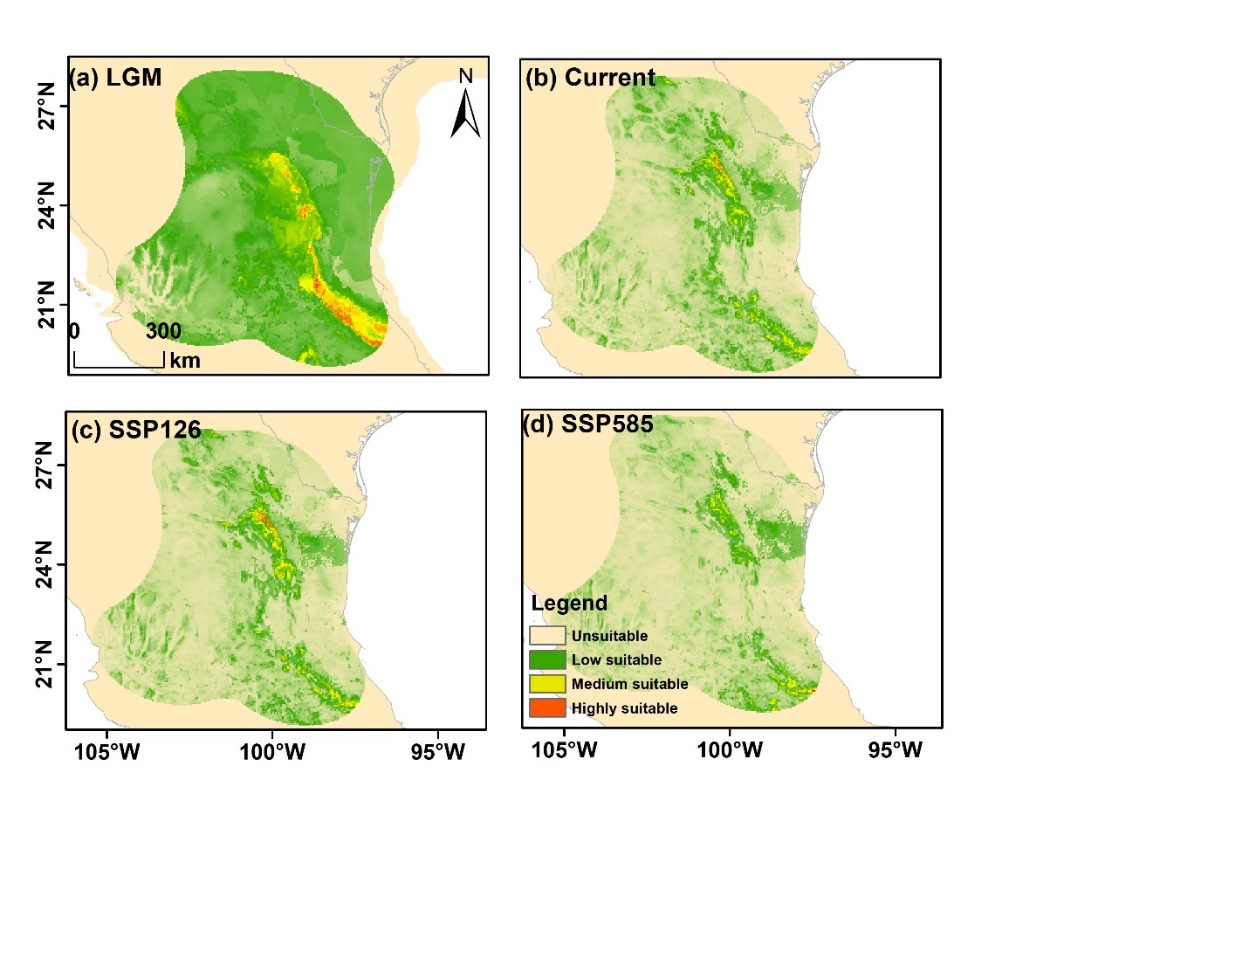 (a) LGM
N
27°N
24°N
21°N
0 300
km
(b) Current
(c) SSP126
27°N
24°N
21°N
105°W 100°W 95°W
(d) SSP585
Legend
Unsuitable
Low suitable
Medium suitable
Highly suitable
105°W 100°W 95°W